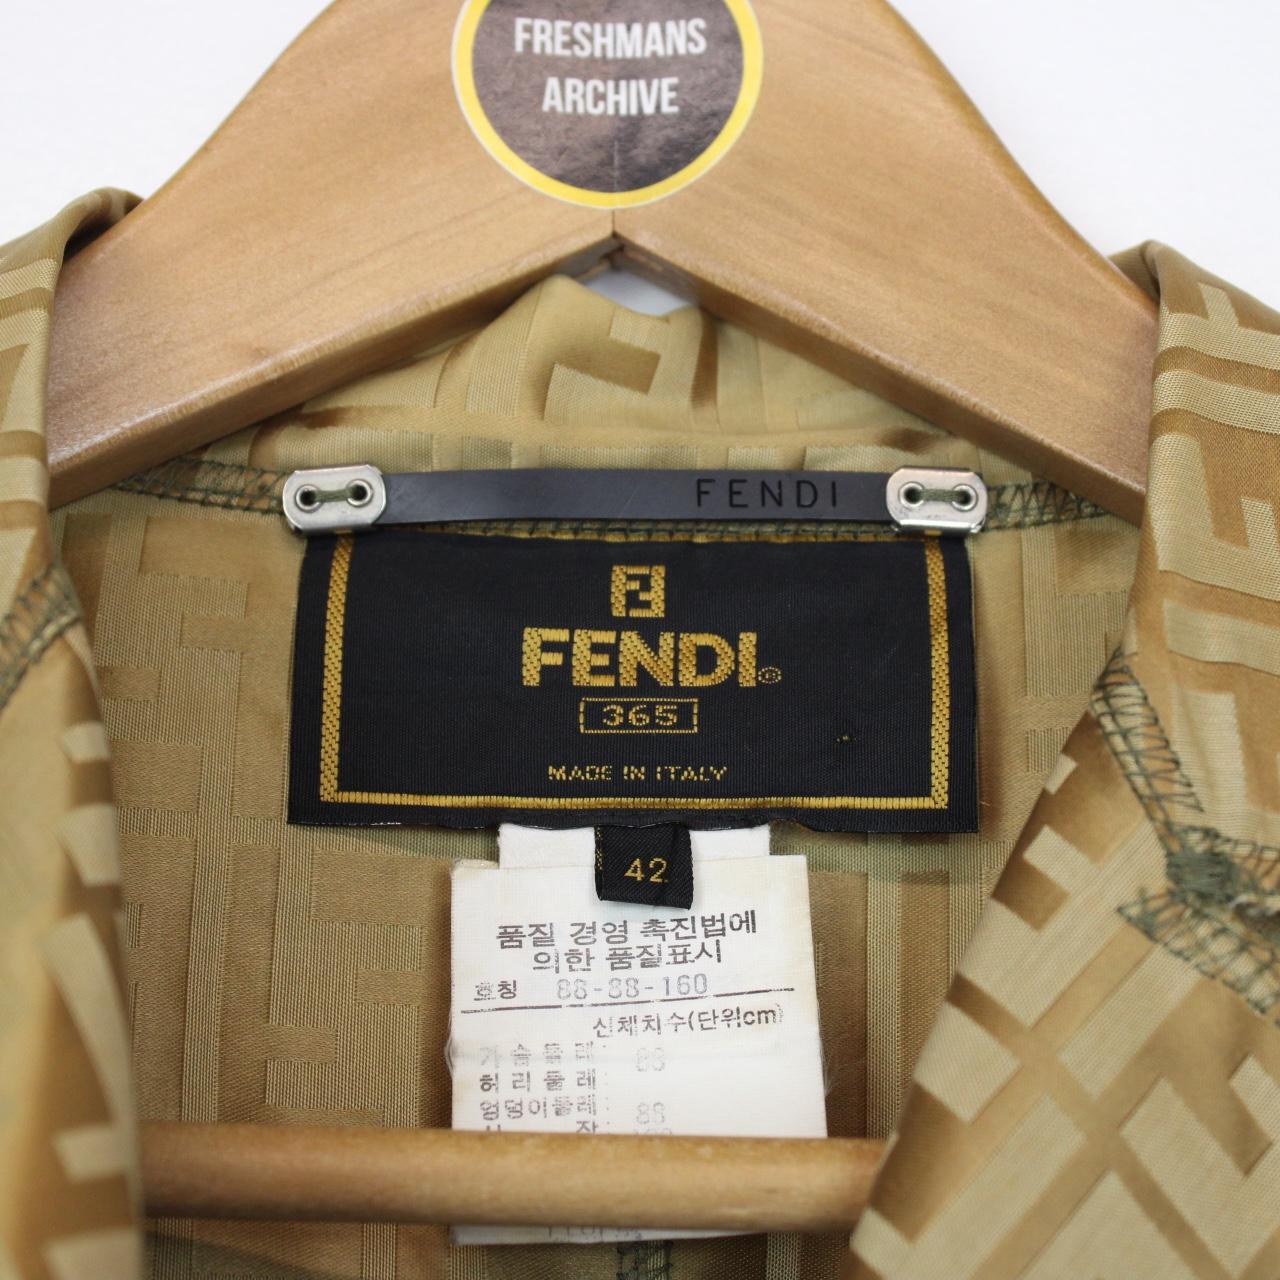 FRESHMANS
ARCHIVE
FENDI
FENDI®
365
MADE IN ITALY
42
품질 경영 촉진법에
의한 품질표시
호칭 88-88-160
신체치수(단위cm)
가슴둘레: 88
허리둘레:
엉덩이둘레: 88